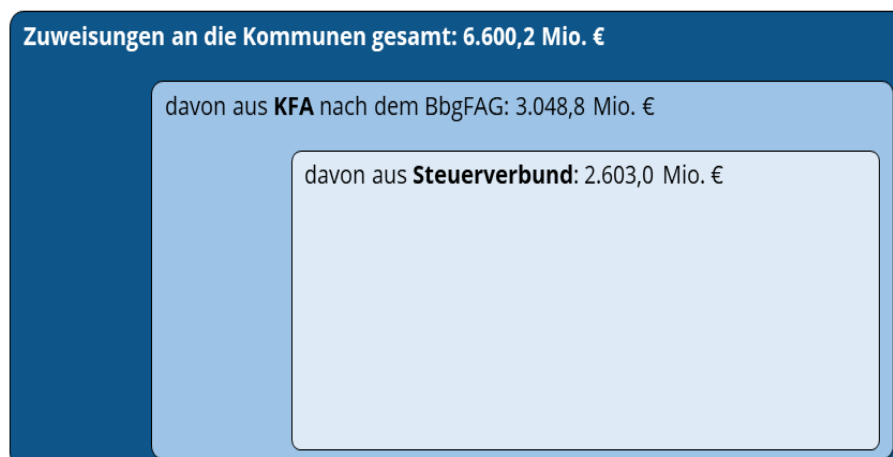 Zuweisungen an die Kommunen gesamt: 6.600,2 Mio. €
davon aus KFA nach dem BbgFAG: 3.048,8 Mio. €
davon aus Steuerverbund: 2.603,0 Mio. €